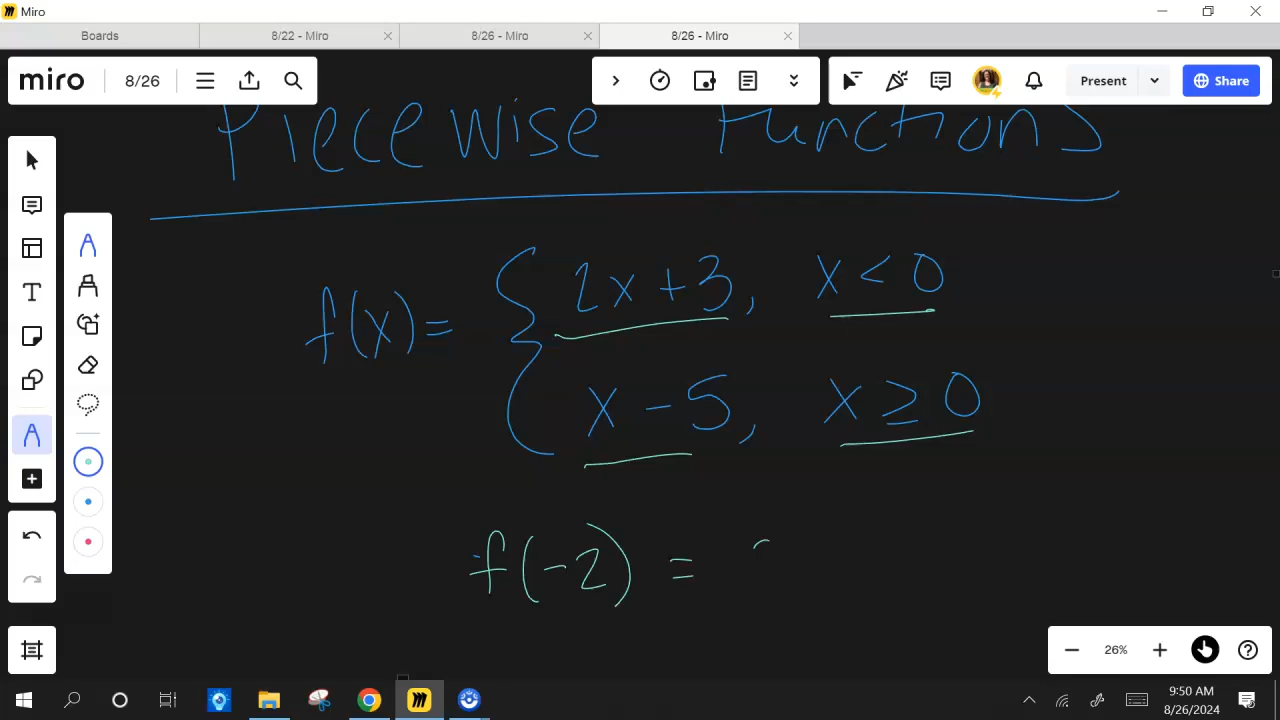 Miro
Boards
8/22 - Miro
8/26 - Miro
8/26 - Miro
miro
8/26
Present
Share
Piecewise Functions
f(x) = { 2x + 3, x < 0
x - 5, x ≥ 0
f(-2) =
26%
9:50 AM
8/26/2024